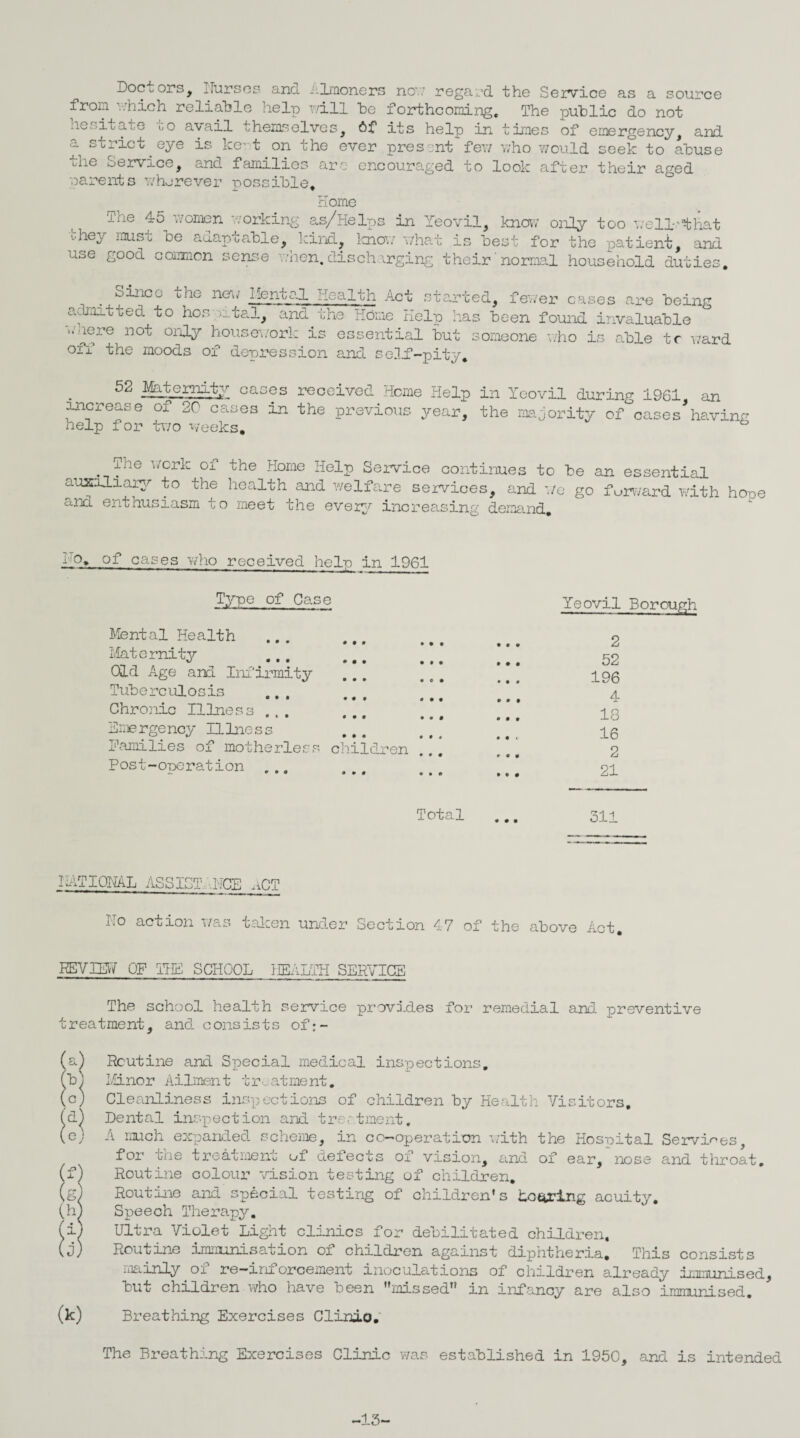 Doctors, Nurses and Almoners now regard the Service as a source
from which reliable help will be forthcoming. The public do not
hesitate to avail themselves, of its help in times of emergency, and
a strict eye is kept on the ever present few who would seek to abuse
the Service, and families are encouraged to look after their aged
parents wherever possible.
Home
The 45 women working as/Helps in Yeovil, know only too well that
they must be adaptable, kind, know what is best for the patient, and
use good common sense when discharging their normal household duties.
Since the new Mental Health Act started, fewer cases are being
admitted to hospital, and the Home Help has been found invaluable
where not only housework is essential but someone who is able to ward
off the moods of depression and self-pity.
52 Maternity cases received Home Help in Yeovil during 1961, an
increase of 20 cases in the previous year, the majority of cases having
help for two weeks.
The work of the Home Help Service continues to be an essential
auxiliary to the health and welfare services, and we go forward with hope
and enthusiasm to meet the every increasing demand.
No. of cases who received help in 1961
Type of Case Yeovil Borough
Mental Health ... ... ... ... 2
Maternity ... ... ... ... 52
Old Age and Infirmity ... ... ... 196
Tuberculosis ... ... ... ... 4
Chronic Illness ... ... ... ... 18
Emergency Illness ... ... ... 16
Families of motherless children ... ... 2
Post-operation ... ... ... ... 21
Total ... 311
NATIONAL ASSISTANCE ACT
No action was taken under Section 47 of the above Act.
REVIEW OF THE SCHOOL HEALTH SERVICE
The school health service provides for remedial and preventive
treatment, and consists of:-
(a) Routine and Special medical inspections.
(b) Minor Ailment treatment.
(c) Cleanliness inspections of children by Health Visitors.
(d) Dental inspection and treatment.
(e) A much expanded scheme, in co-operation with the Hospital Services,
for the treatment of defects of vision, and of ear, nose and throat.
(f) Routine colour vision testing of children.
(g) Routine and special testing of children's hearing acuity.
(h) Speech Therapy.
(i) Ultra Violet Light clinics for debilitated children.
(j) Routine immunisation of children against diphtheria. This consists
mainly of re-inforcement inoculations of children already immunised,
but children who have been "missed" in infancy are also immunised.
(k) Breathing Exercises Clinic.
The Breathing Exercises Clinic was established in 1950, and is intended
-13-